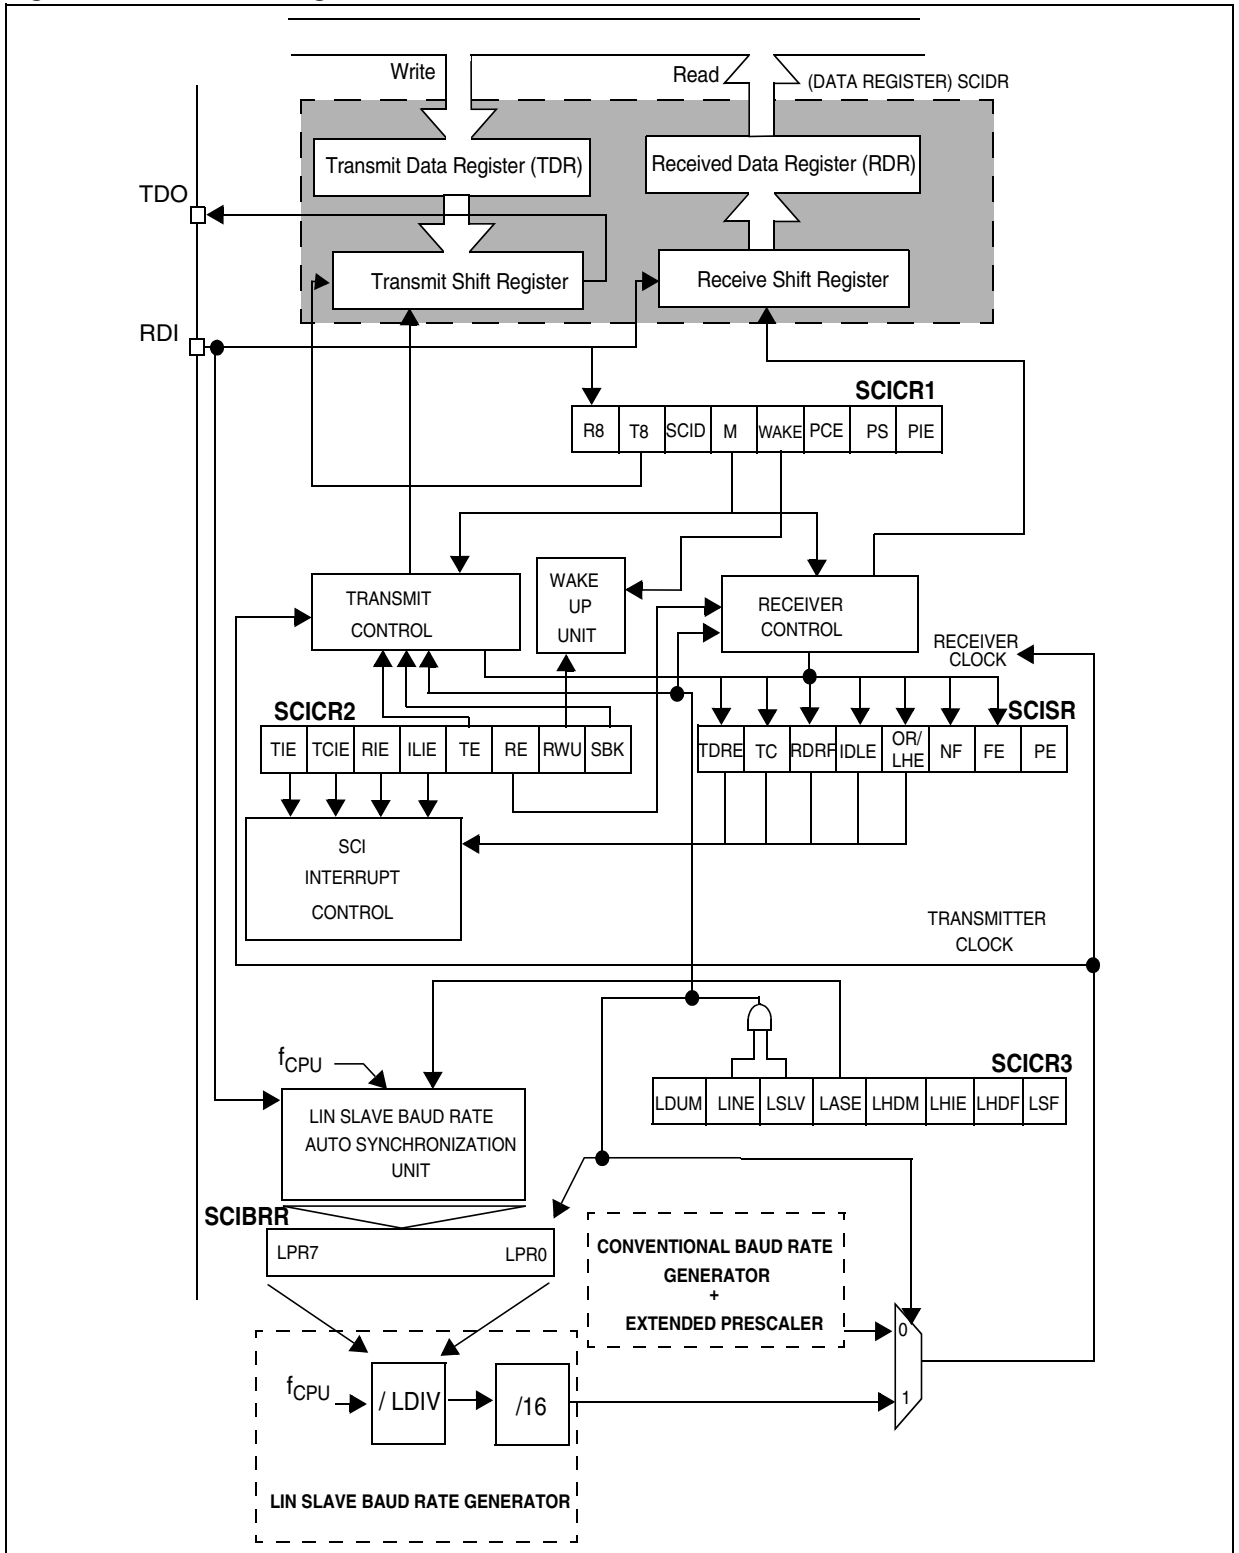 Write
Read
(DATA REGISTER) SCIDR
Transmit Data Register (TDR)
Received Data Register (RDR)
TDO
Transmit Shift Register
Receive Shift Register
RDI
SCICR1
R8 T8 SCID M WAKE PCE PS PIE
TRANSMIT
CONTROL
WAKE
UP
UNIT
RECEIVER
CONTROL
RECEIVER
CLOCK
SCICR2
TIE TCIE RIE ILIE TE RE RWU SBK
SCISR
TDRE TC RDRF IDLE OR/ LHE NF FE PE
SCI
INTERRUPT
CONTROL
TRANSMITTER
CLOCK
fCPU
SCICR3
LDUM LINE LSLV LASE LHDM LHIE LHDF LSF
LIN SLAVE BAUD RATE
AUTO SYNCHRONIZATION
UNIT
SCIBRR
LPR7 LPR0
CONVENTIONAL BAUD RATE
GENERATOR
+
EXTENDED PRESCALER
0
1
fCPU
/ LDIV
/16
LIN SLAVE BAUD RATE GENERATOR